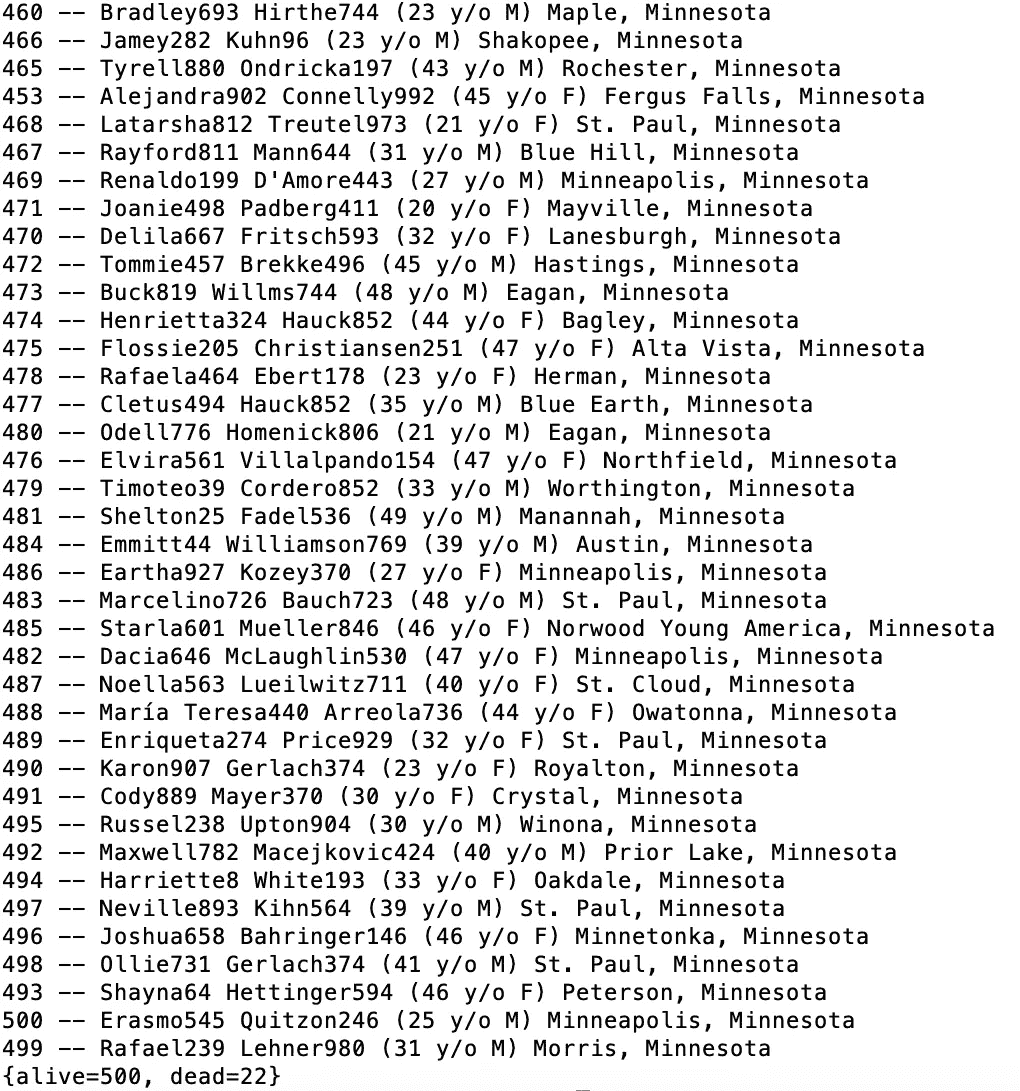 460 -- Bradley693 Hirthe744 (23 y/o M) Maple, Minnesota
466 -- Jamey282 Kuhn96 (23 y/o M) Shakopee, Minnesota
465 -- Tyrell880 Ondricka197 (43 y/o M) Rochester, Minnesota
453 -- Alejandra902 Connelly992 (45 y/o F) Fergus Falls, Minnesota
468 -- Latarsha812 Treutel973 (21 y/o F) St. Paul, Minnesota
467 -- Rayford811 Mann644 (31 y/o M) Blue Hill, Minnesota
469 -- Renaldo199 D'Amore443 (27 y/o M) Minneapolis, Minnesota
471 -- Joanie498 Padberg411 (20 y/o F) Mayville, Minnesota
470 -- Delila667 Fritsch593 (32 y/o F) Lanesburgh, Minnesota
472 -- Tommie457 Brekke496 (45 y/o M) Hastings, Minnesota
473 -- Buck819 Willms744 (48 y/o M) Eagan, Minnesota
474 -- Henrietta324 Hauck852 (44 y/o F) Bagley, Minnesota
475 -- Flossie205 Christiansen251 (47 y/o F) Alta Vista, Minnesota
478 -- Rafaela464 Ebert178 (23 y/o F) Herman, Minnesota
477 -- Cletus494 Hauck852 (35 y/o M) Blue Earth, Minnesota
480 -- Odell776 Homenick806 (21 y/o M) Eagan, Minnesota
476 -- Elvira561 Villalpando154 (47 y/o F) Northfield, Minnesota
479 -- Timoteo39 Cordero852 (33 y/o M) Worthington, Minnesota
481 -- Shelton25 Fadel536 (49 y/o M) Manannah, Minnesota
484 -- Emmitt44 Williamson769 (39 y/o M) Austin, Minnesota
486 -- Eartha927 Kozey370 (27 y/o F) Minneapolis, Minnesota
483 -- Marcelino726 Bauch723 (48 y/o M) St. Paul, Minnesota
485 -- Starla601 Mueller846 (46 y/o F) Norwood Young America, Minnesota
482 -- Dacia646 McLaughlin530 (47 y/o F) Minneapolis, Minnesota
487 -- Noella563 Lueilwitz711 (40 y/o F) St. Cloud, Minnesota
488 -- María Teresa440 Arreola736 (44 y/o F) Owatonna, Minnesota
489 -- Enriqueta274 Price929 (32 y/o F) St. Paul, Minnesota
490 -- Karon907 Gerlach374 (23 y/o F) Royalton, Minnesota
491 -- Cody889 Mayer370 (30 y/o F) Crystal, Minnesota
495 -- Russel238 Upton904 (30 y/o M) Winona, Minnesota
492 -- Maxwell782 Macejkovic424 (40 y/o M) Prior Lake, Minnesota
494 -- Harriette8 White193 (33 y/o F) Oakdale, Minnesota
497 -- Neville893 Kihn564 (39 y/o M) St. Paul, Minnesota
496 -- Joshua658 Bahringer146 (46 y/o F) Minnetonka, Minnesota
498 -- Ollie731 Gerlach374 (41 y/o M) St. Paul, Minnesota
493 -- Shayna64 Hettinger594 (46 y/o F) Peterson, Minnesota
500 -- Erasmo545 Quitzon246 (25 y/o M) Minneapolis, Minnesota
499 -- Rafael239 Lehner980 (31 y/o M) Morris, Minnesota
{alive=500, dead=22}